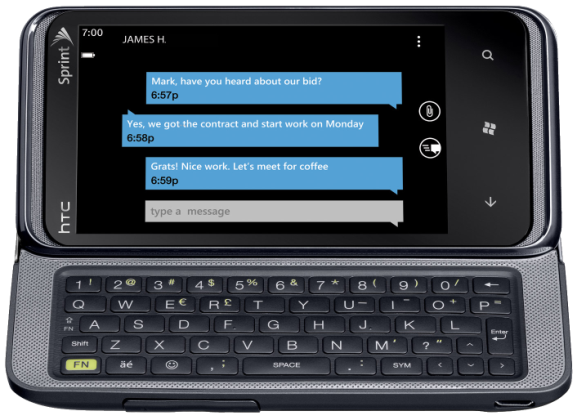 7:00
JAMES H.
Sprint
Mark, have you heard about our bid?
6:57p
Yes, we got the contract and start work on Monday
6:58p
Grats! Nice work. Let's meet for coffee
6:59p
type a message
hTC
1 ! 2 @ 3 # 4 $ 5 % 6 & 7 * 8 ( 9 ) 0 / ←
Q W E € R £ T Y U – I - O + P =
FN A S D F G H J K L Enter
Shift Z X C V B N M ' ? "
FN áé , ; SPACE . : SYM